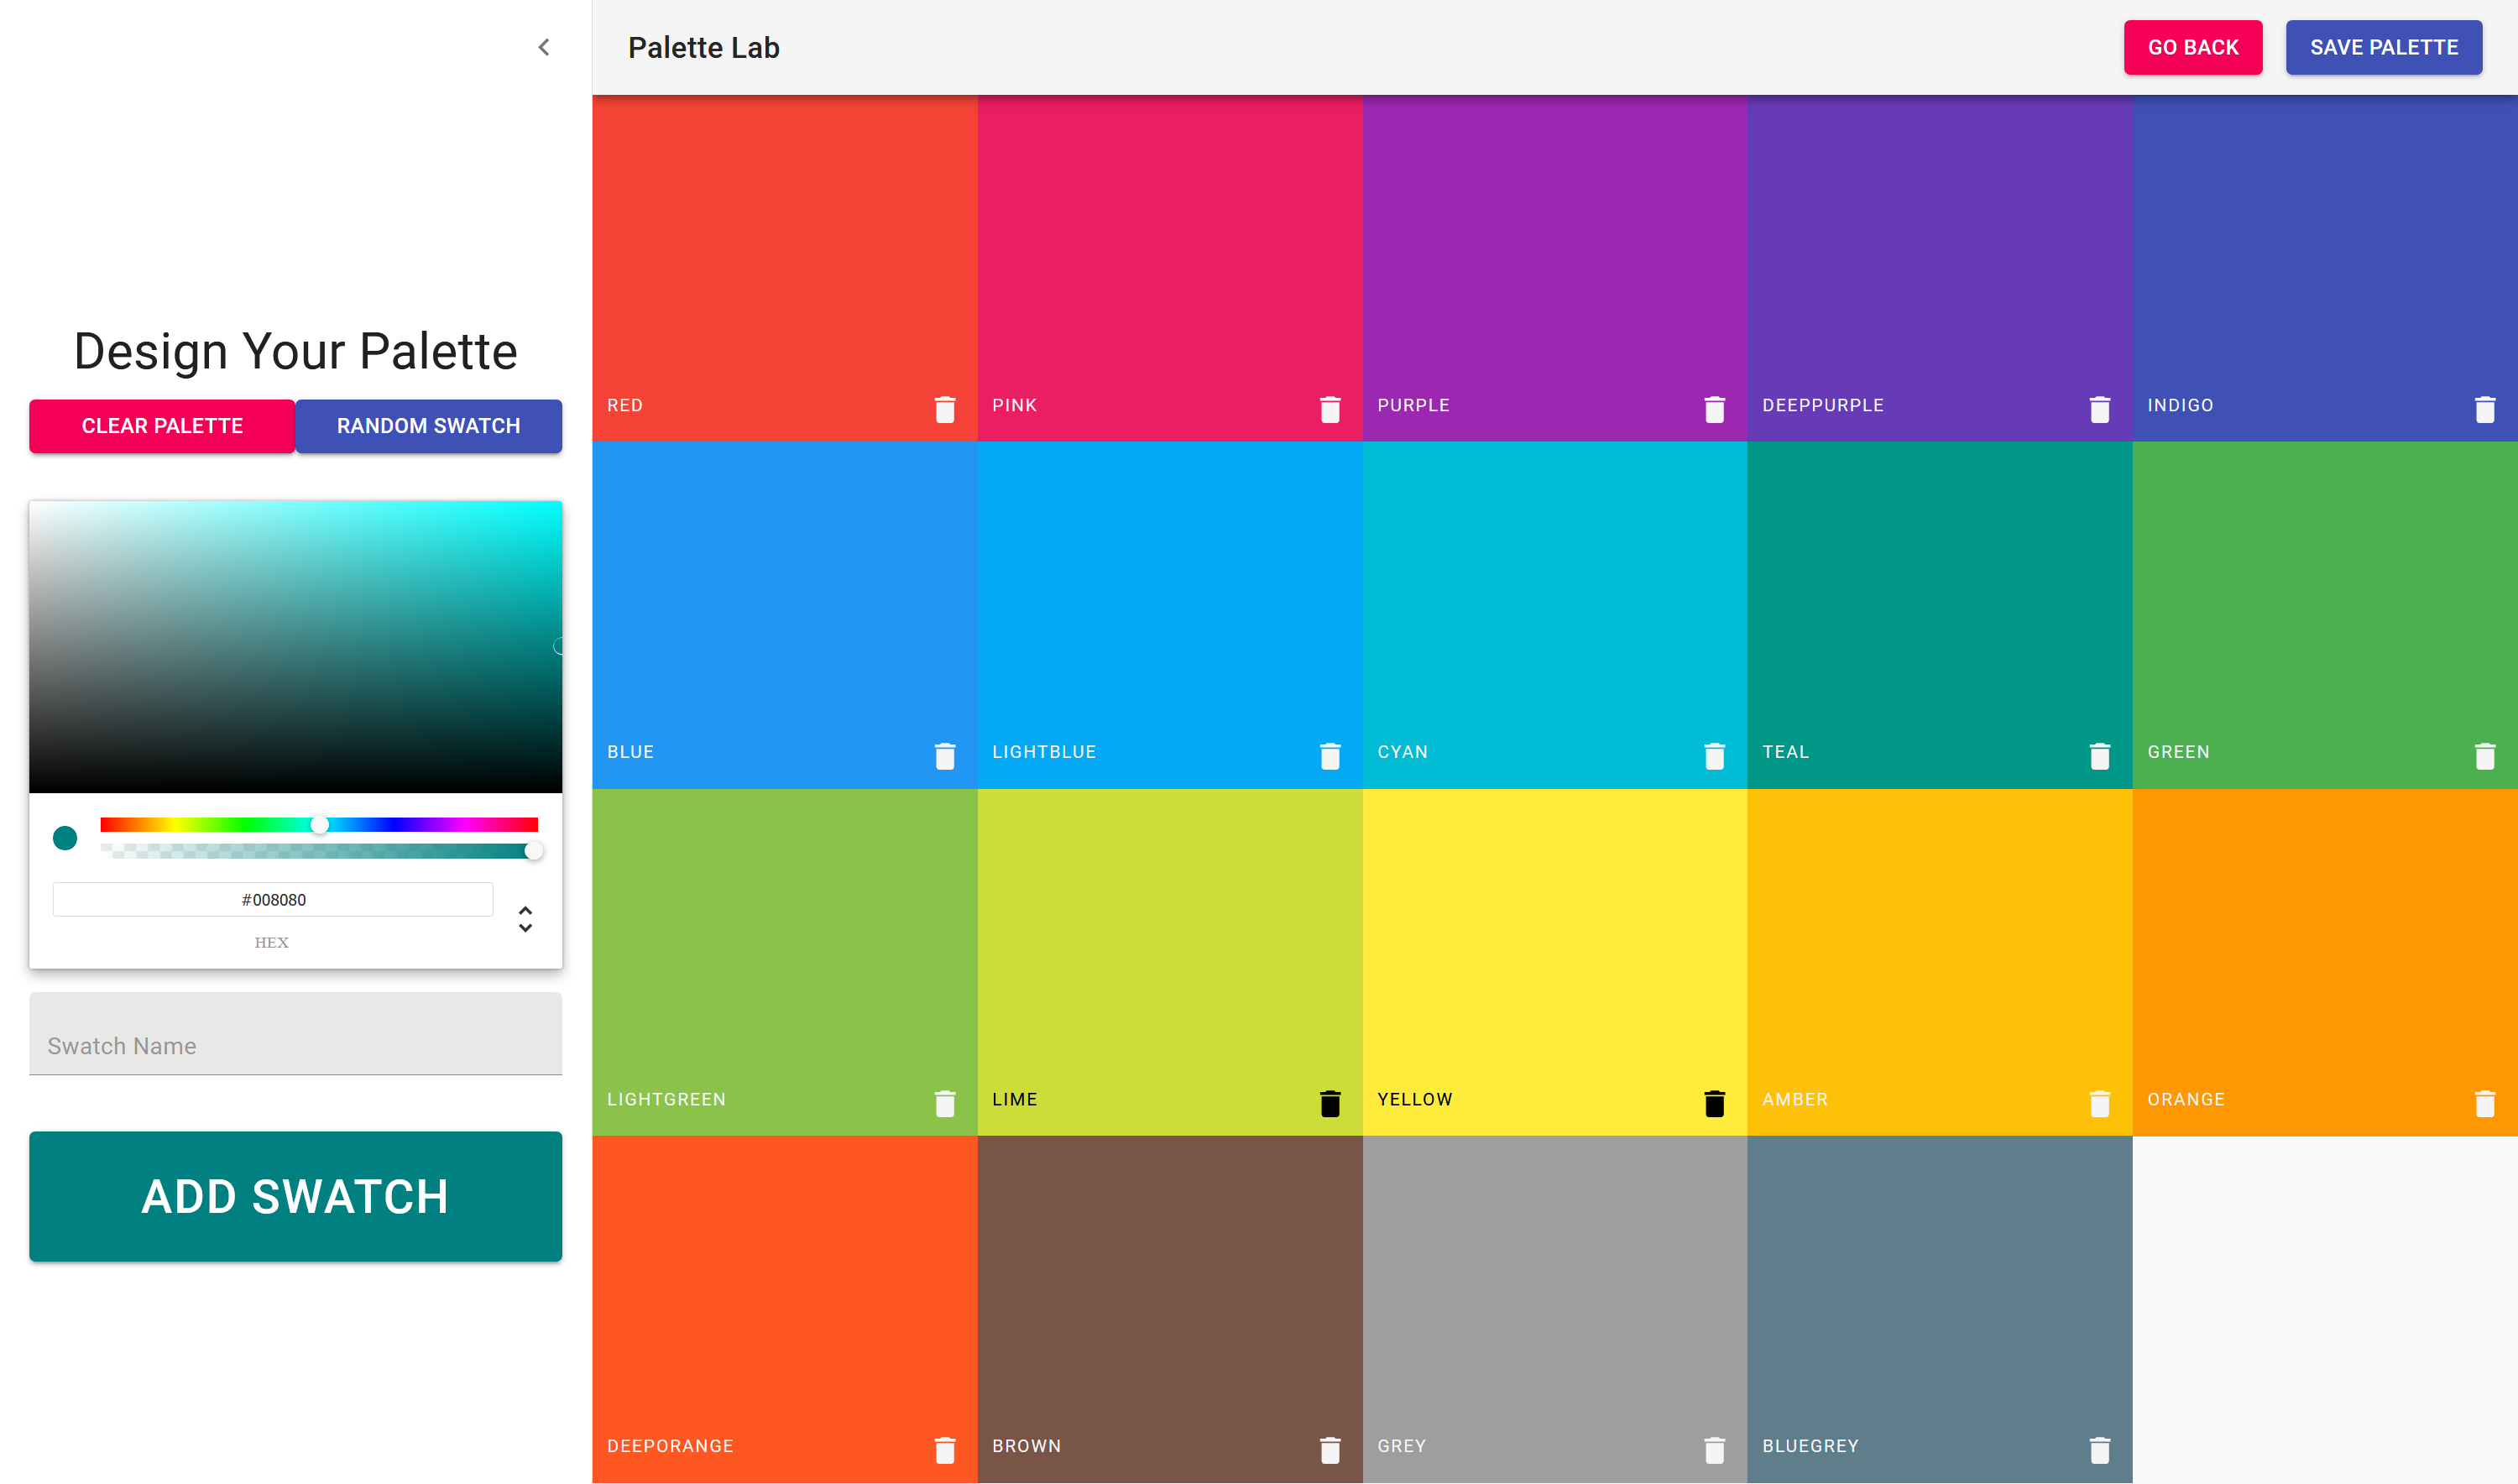 Palette Lab
GO BACK
SAVE PALETTE
Design Your Palette
CLEAR PALETTE
RANDOM SWATCH
#008080
HEX
Swatch Name
ADD SWATCH
RED
PINK
PURPLE
DEEPPURPLE
INDIGO
BLUE
LIGHTBLUE
CYAN
TEAL
GREEN
LIGHTGREEN
LIME
YELLOW
AMBER
ORANGE
DEEPORANGE
BROWN
GREY
BLUEGREY